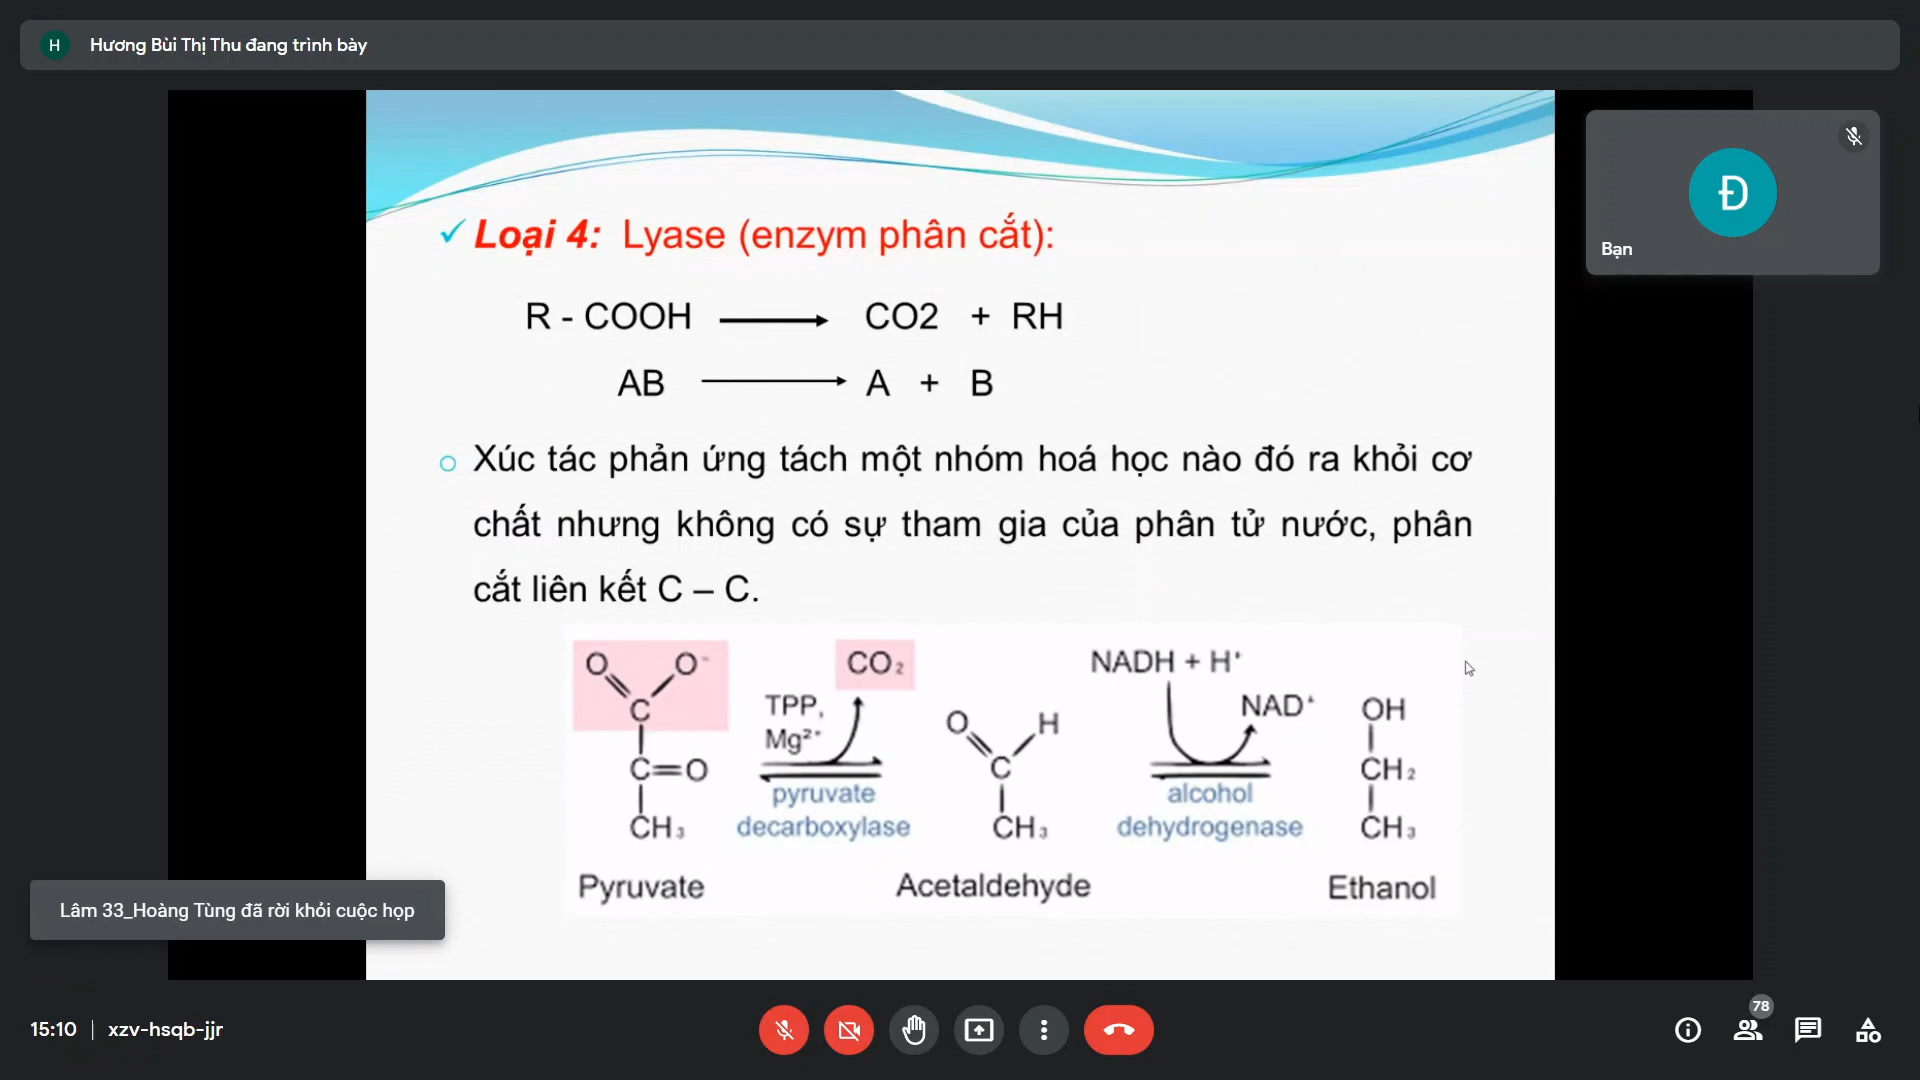 H Hương Bùi Thị Thu đang trình bày
Đ
Bạn
✓ Loại 4: Lyase (enzym phân cắt):
R - COOH ⟶ CO2 + RH
AB ⟶ A + B
Xúc tác phản ứng tách một nhóm hoá học nào đó ra khỏi cơ
chất nhưng không có sự tham gia của phân tử nước, phân
cắt liên kết C – C.
O O⁻
C
C=O
CH₃
Pyruvate
CO₂
TPP,
Mg²⁺
pyruvate
decarboxylase
O H
C
CH₃
Acetaldehyde
NADH + H⁺
NAD⁺
alcohol
dehydrogenase
OH
CH₂
CH₃
Ethanol
Lâm 33_Hoàng Tùng đã rời khỏi cuộc họp
15:10 | xzv-hsqb-jjr
78